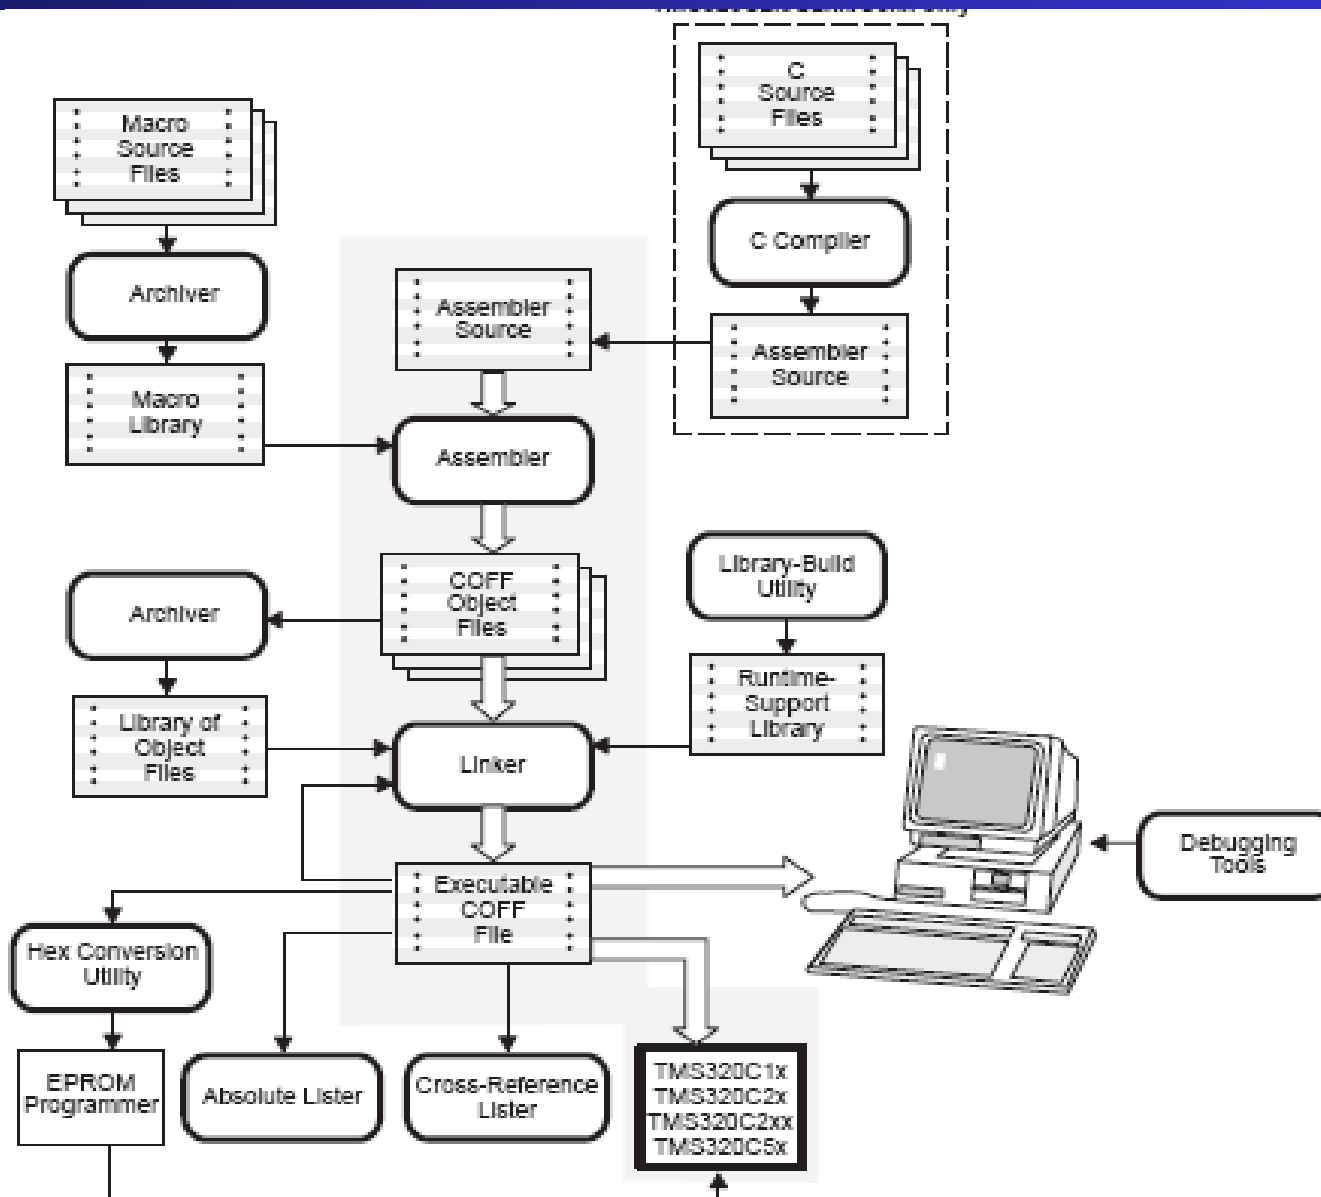 C
Source
Files
Macro
Source
Files
C Compiler
Archiver
Assembler
Source
Assembler
Source
Macro
Library
Assembler
Library-Build
Utility
COFF
Object
Files
Archiver
Runtime-
Support
Library
Library of
Object
Files
Linker
Debugging
Tools
Executable
COFF
File
Hex Conversion
Utility
EPROM
Programmer
Absolute Lister
Cross-Reference
Lister
TMS320C1x
TMS320C2x
TMS320C2xx
TMS320C5x